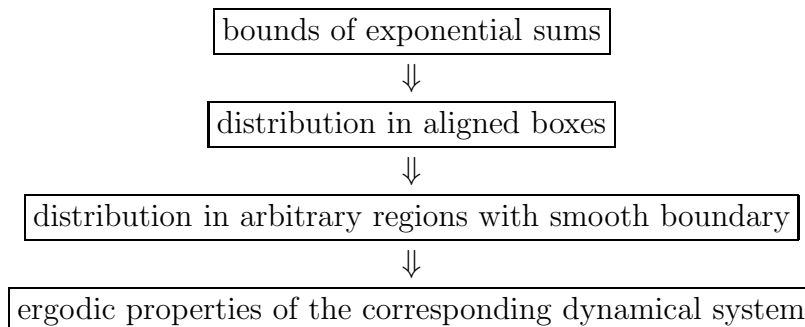 bounds of exponential sums
⇓
distribution in aligned boxes
⇓
distribution in arbitrary regions with smooth boundary
⇓
ergodic properties of the corresponding dynamical system